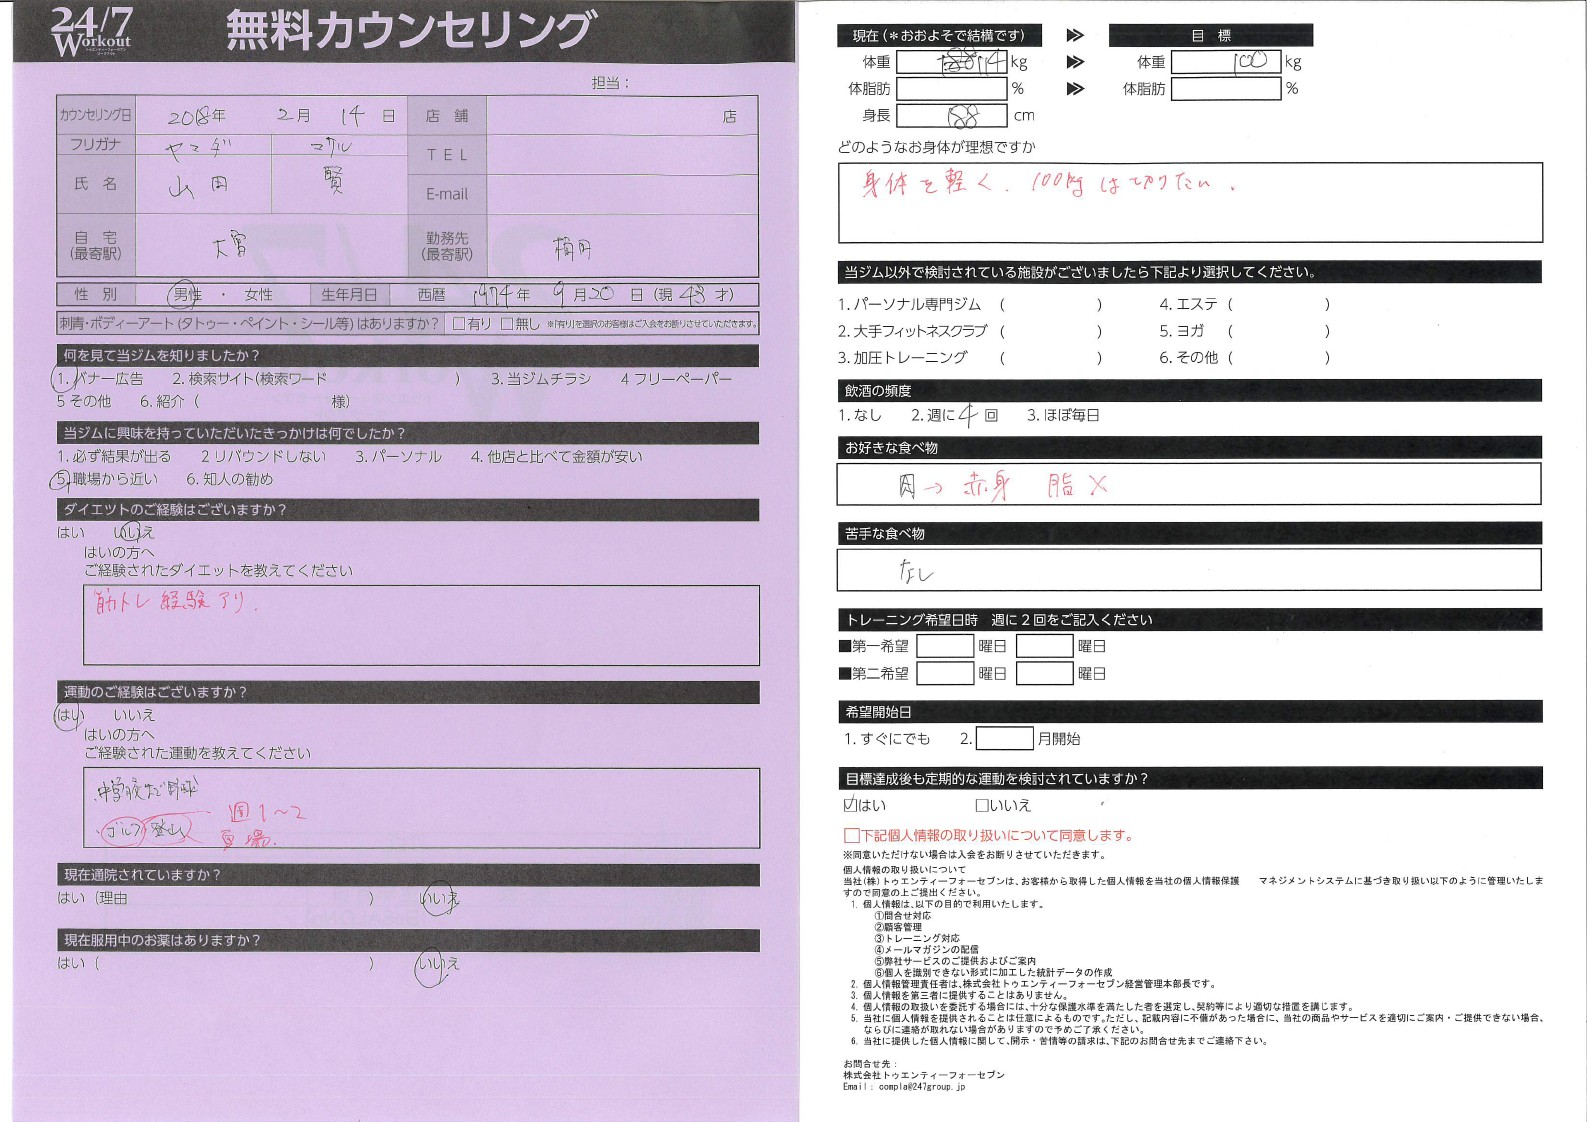 24/7
Workout
トゥエンティーフォーセブン
ワークアウト
無料カウンセリング
担当：
カウンセリング日 2018年 2月 14日 店舗 店
フリガナ ヤマダ マサル
TEL
氏名 山田 賢
E-mail
自宅 (最寄駅) 大宮 勤務先 (最寄駅)
性別 男性・女性 生年月日 西暦 1974年 9月20日 (現43才)
刺青・ボディーアート (タトゥー・ペイント・シール等) はありますか？ □有り □無し ※「有り」を選択のお客様はご入会をお断りさせていただきます。
何を見て当ジムを知りましたか？
1. バナー広告 2. 検索サイト(検索ワード ) 3. 当ジムチラシ 4 フリーペーパー
5 その他 6. 紹介 ( 様)
当ジムに興味を持っていただいたきっかけは何でしたか？
1. 必ず結果が出る 2 リバウンドしない 3. パーソナル 4. 他店と比べて金額が安い
5. 職場から近い 6. 知人の勧め
ダイエットのご経験はございますか？
はい いいえ
はいの方へ
ご経験されたダイエットを教えてください
筋トレ 経験アリ.
運動のご経験はございますか？
はい いいえ
はいの方へ
ご経験された運動を教えてください
・中学校まで野球
・ゴルフ 登山 週1〜2
夏場.
現在通院されていますか？
はい (理由 ) いいえ
現在服用中のお薬はありますか？
はい ( ) いいえ
現在 (＊おおよそで結構です) 目標
体重 114 kg 体重 100 kg
体脂肪 % 体脂肪 %
身長 cm
どのようなお身体が理想ですか
身体を軽く. 100kgは切りたい.
当ジム以外で検討されている施設がございましたら下記より選択してください。
1. パーソナル専門ジム ( ) 4. エステ ( )
2. 大手フィットネスクラブ ( ) 5. ヨガ ( )
3. 加圧トレーニング ( ) 6. その他 ( )
飲酒の頻度
1. なし 2. 週に4回 3. ほぼ毎日
お好きな食べ物
肉→赤身 脂×
苦手な食べ物
なし
トレーニング希望日時 週に２回をご記入ください
■第一希望 曜日 曜日
■第二希望 曜日 曜日
希望開始日
1. すぐにでも 2. 月開始
目標達成後も定期的な運動を検討されていますか？
☑はい □いいえ
□下記個人情報の取り扱いについて同意します。
※同意いただけない場合は入会をお断りさせていただきます。
個人情報の取り扱いについて
当社(株)トゥエンティーフォーセブンは、お客様から取得した個人情報を当社の個人情報保護 マネジメントシステムに基づき取り扱い以下のように管理いたしま
すので同意の上ご提出ください。
1. 個人情報は、以下の目的で利用いたします。
①問合せ対応
②顧客管理
③トレーニング対応
④メールマガジンの配信
⑤弊社サービスのご提供およびご案内
⑥個人を識別できない形式に加工した統計データの作成
2. 個人情報管理責任者は、株式会社トゥエンティーフォーセブン経営管理本部長です。
3. 個人情報を第三者に提供することはありません。
4. 個人情報の取扱いを委託する場合には、十分な保護水準を満たした者を選定し、契約等により適切な措置を講じます。
5. 当社に個人情報を提供されることは任意によるものです。ただし、記載内容に不備があった場合に、当社の商品やサービスを適切にご案内・ご提供できない場合、
ならびに連絡が取れない場合がありますので予めご了承ください。
6. 当社に提供した個人情報に関して、開示・苦情等の請求は、下記のお問合せ先までご連絡下さい。
お問合せ先：
株式会社トゥエンティーフォーセブン
Email: compla@247group.jp